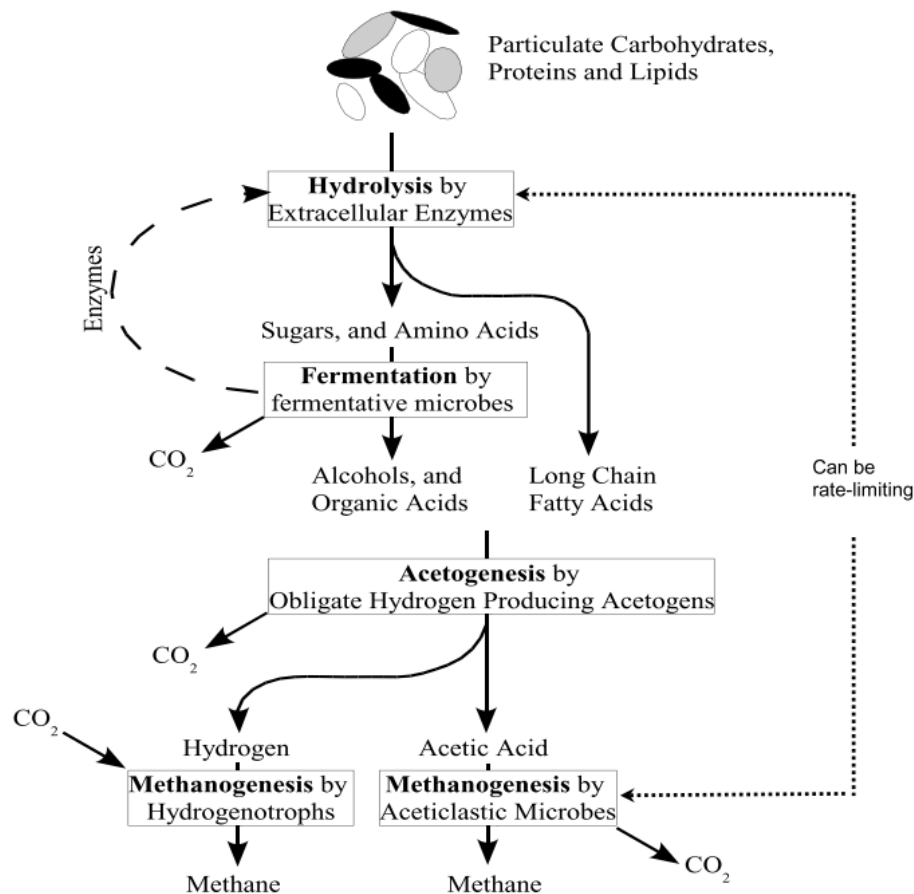 Particulate Carbohydrates,
Proteins and Lipids
Hydrolysis by
Extracellular Enzymes
Enzymes
Sugars, and Amino Acids
Fermentation by
fermentative microbes
CO2
Alcohols, and
Organic Acids
Long Chain
Fatty Acids
Can be
rate-limiting
Acetogenesis by
Obligate Hydrogen Producing Acetogens
CO2
CO2
Hydrogen
Acetic Acid
Methanogenesis by
Hydrogenotrophs
Methanogenesis by
Aceticlastic Microbes
CO2
Methane
Methane